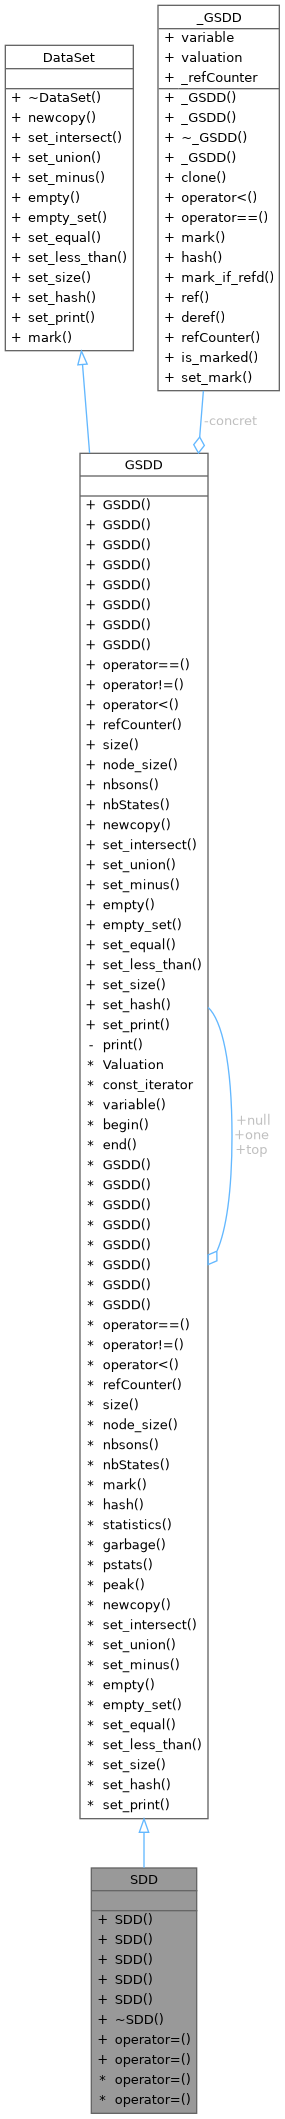 _GSDD
+ variable
+ valuation
+ _refCounter
+ _GSDD()
+ _GSDD()
+ ~_GSDD()
+ _GSDD()
+ clone()
+ operator<()
+ operator==()
+ mark()
+ hash()
+ mark_if_refd()
+ ref()
+ deref()
+ refCounter()
+ is_marked()
+ set_mark()
DataSet
+ ~DataSet()
+ newcopy()
+ set_intersect()
+ set_union()
+ set_minus()
+ empty()
+ empty_set()
+ set_equal()
+ set_less_than()
+ set_size()
+ set_hash()
+ set_print()
+ mark()
-concret
GSDD
+ GSDD()
+ GSDD()
+ GSDD()
+ GSDD()
+ GSDD()
+ GSDD()
+ GSDD()
+ GSDD()
+ operator==()
+ operator!=()
+ operator<()
+ refCounter()
+ size()
+ node_size()
+ nbsons()
+ nbStates()
+ newcopy()
+ set_intersect()
+ set_union()
+ set_minus()
+ empty()
+ empty_set()
+ set_equal()
+ set_less_than()
+ set_size()
+ set_hash()
+ set_print()
- print()
* Valuation
* const_iterator
* variable()
* begin()
* end()
* GSDD()
* GSDD()
* GSDD()
* GSDD()
* GSDD()
* GSDD()
* GSDD()
* GSDD()
* operator==()
* operator!=()
* operator<()
* refCounter()
* size()
* node_size()
* nbsons()
* nbStates()
* mark()
* hash()
* statistics()
* garbage()
* pstats()
* peak()
* newcopy()
* set_intersect()
* set_union()
* set_minus()
* empty()
* empty_set()
* set_equal()
* set_less_than()
* set_size()
* set_hash()
* set_print()
+null
+one
+top
SDD
+ SDD()
+ SDD()
+ SDD()
+ SDD()
+ SDD()
+ ~SDD()
+ operator=()
+ operator=()
* operator=()
* operator=()